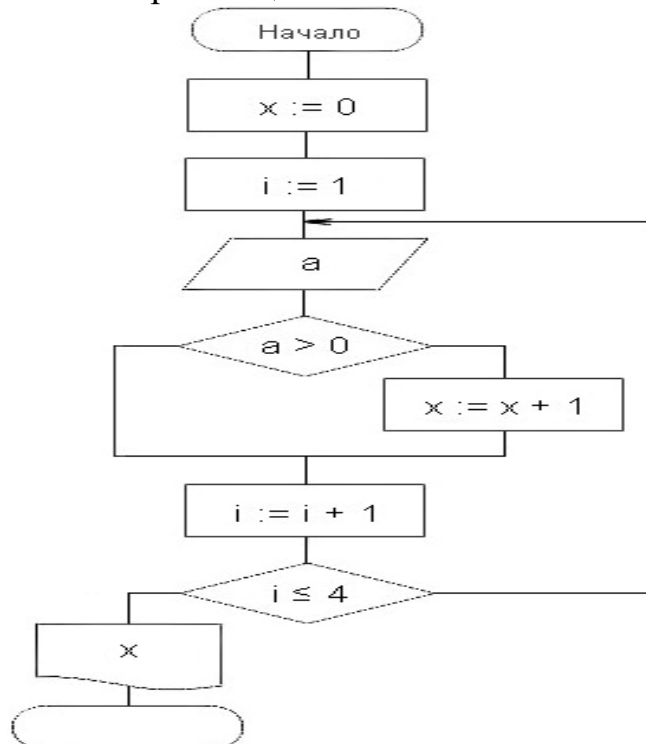 Начало
x := 0
i := 1
a
a > 0
x := x + 1
i := i + 1
i ≤ 4
x